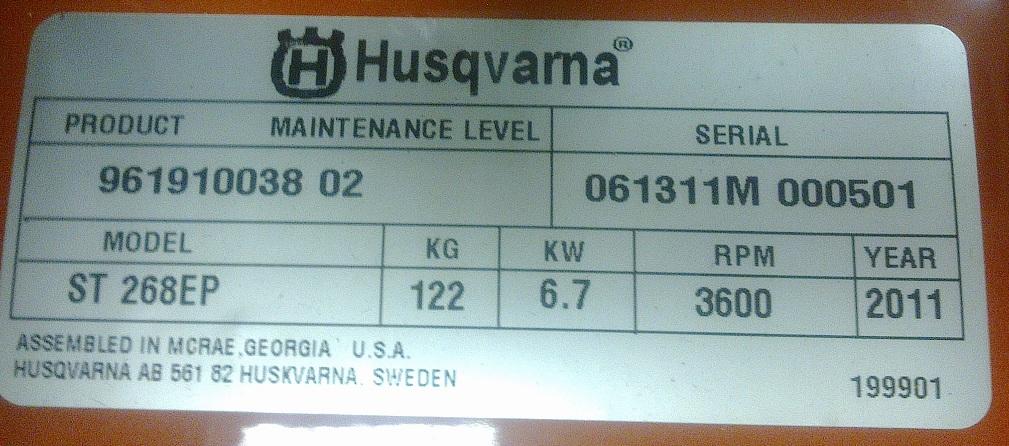 H Husqvarna®
PRODUCT MAINTENANCE LEVEL SERIAL
961910038 02 061311M 000501
MODEL KG KW RPM YEAR
ST 268EP 122 6.7 3600 2011
ASSEMBLED IN MCRAE, GEORGIA U.S.A.
HUSQVARNA AB 561 82 HUSKVARNA. SWEDEN
199901